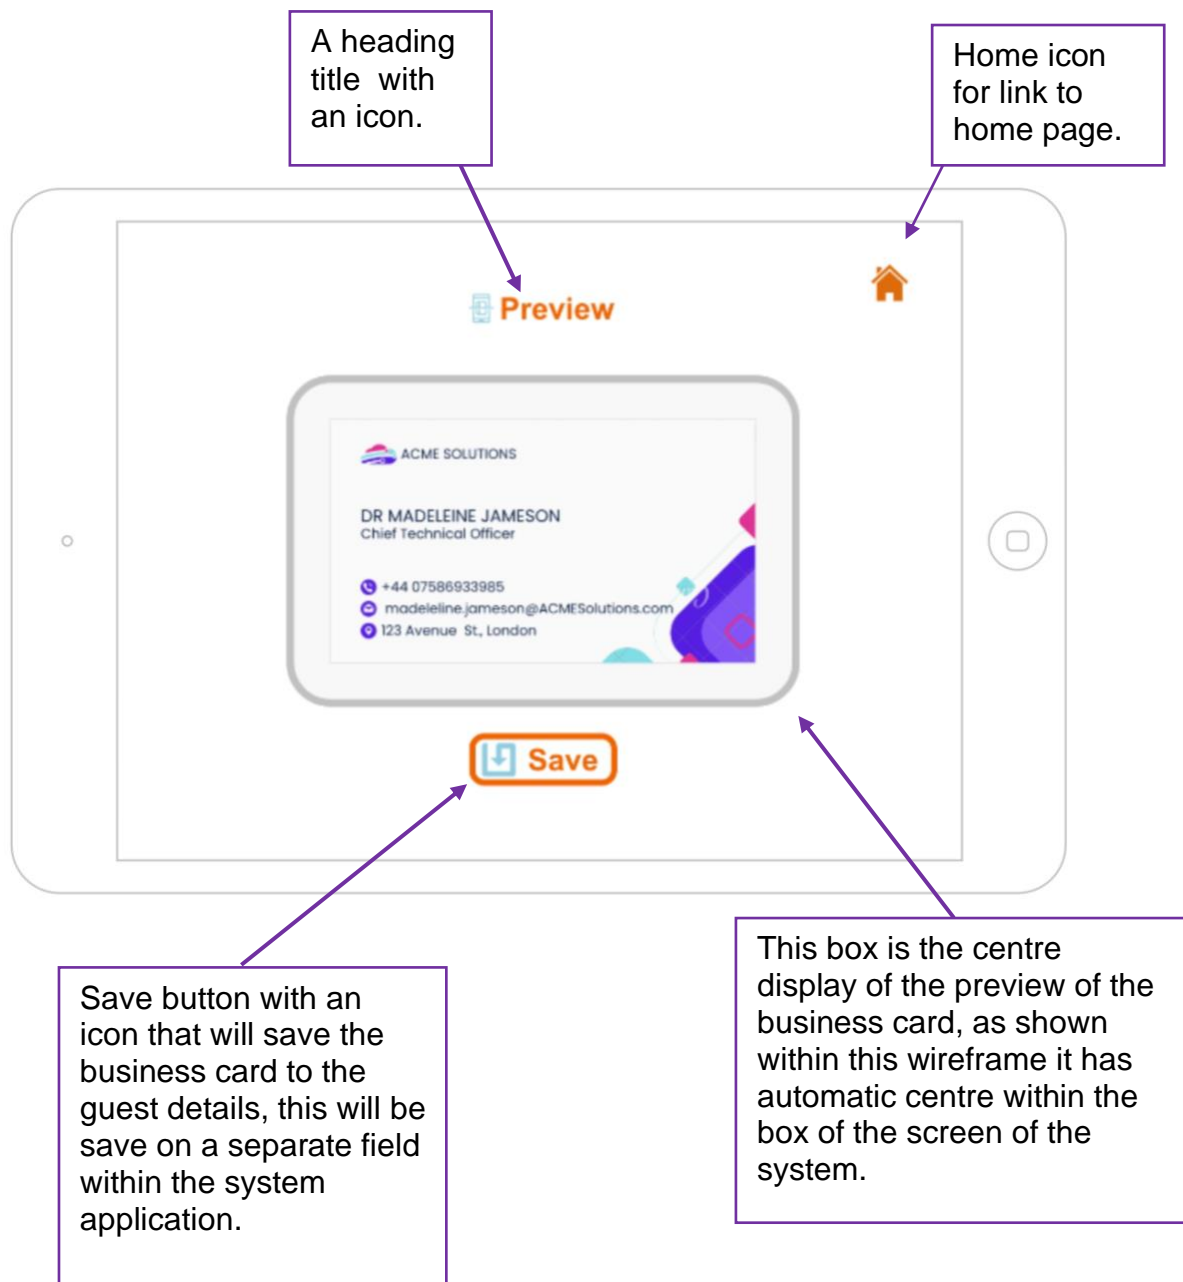 A heading
title with
an icon.
Home icon
for link to
home page.
Preview
ACME SOLUTIONS
DR MADELEINE JAMESON
Chief Technical Officer
+44 07586933985
madeleline.jameson@ACMESolutions.com
123 Avenue St., London
Save
Save button with an
icon that will save the
business card to the
guest details, this will be
save on a separate field
within the system
application.
This box is the centre
display of the preview of the
business card, as shown
within this wireframe it has
automatic centre within the
box of the screen of the
system.